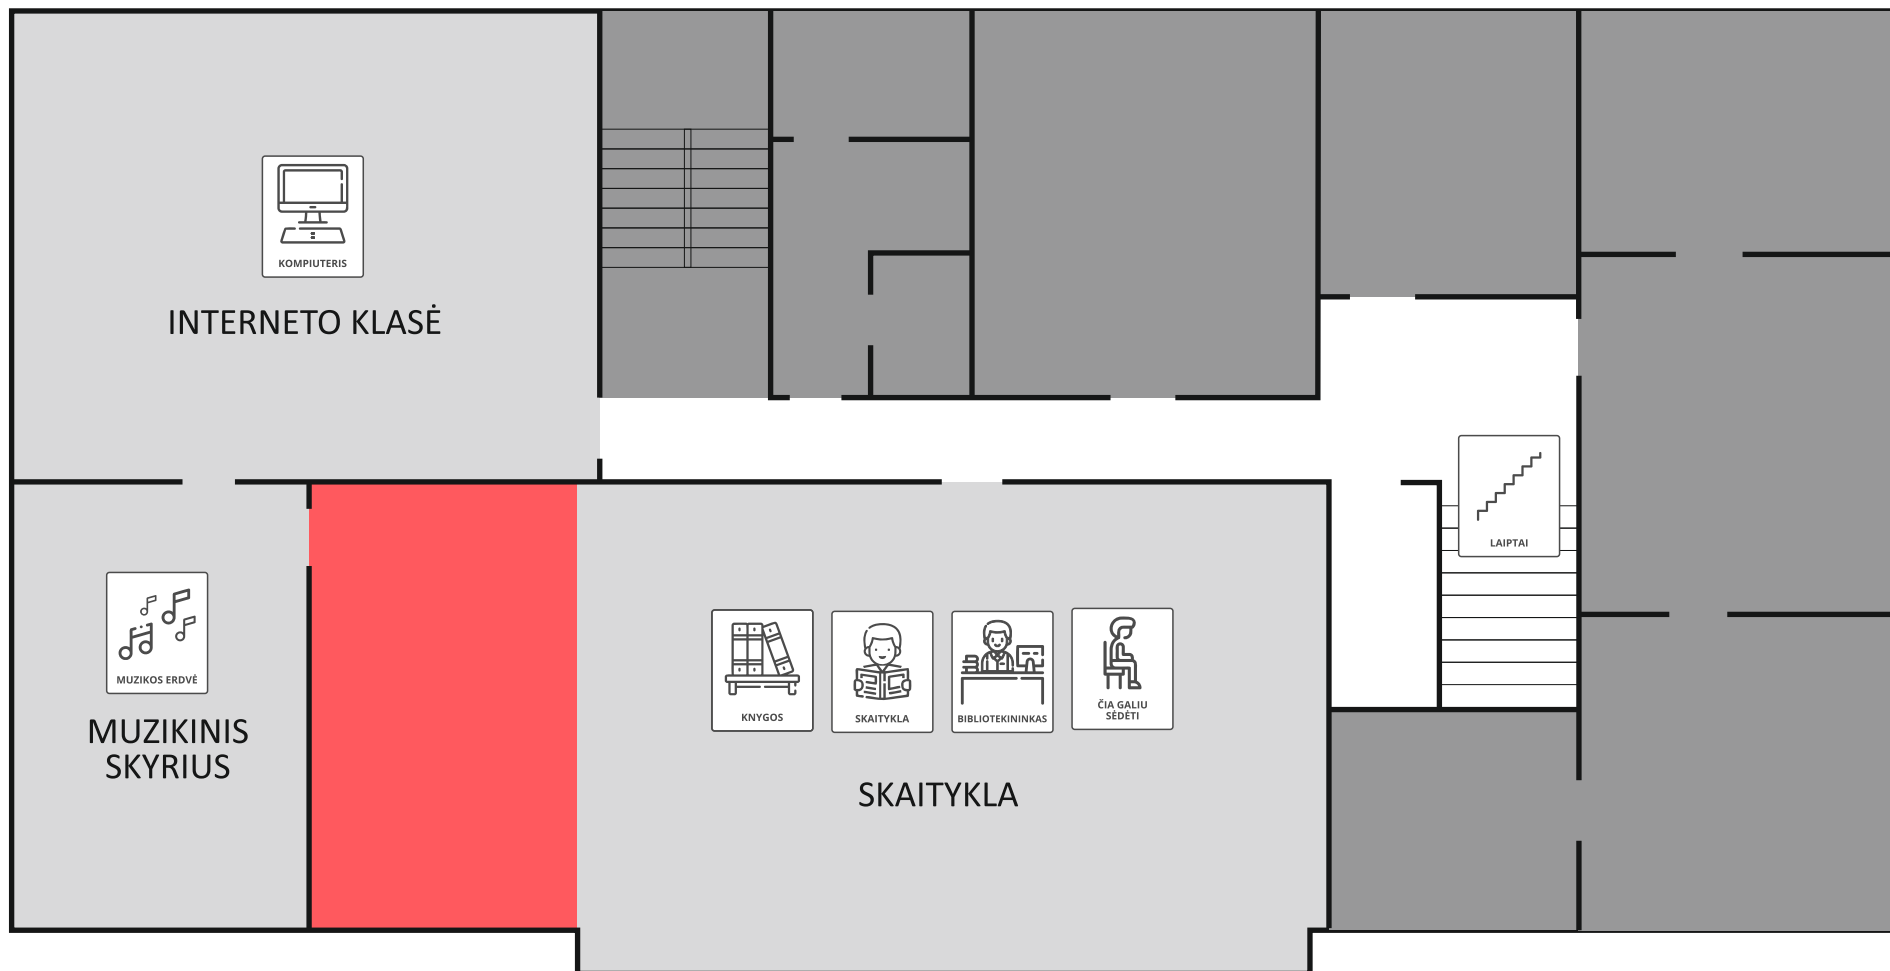 KOMPIUTERIS
INTERNETO KLASĖ
LAIPTAI
MUZIKOS ERDVĖ
MUZIKINIS
SKYRIUS
KNYGOS
SKAITYKLA
BIBLIOTEKININKAS
ČIA GALIU
SĖDĖTI
SKAITYKLA